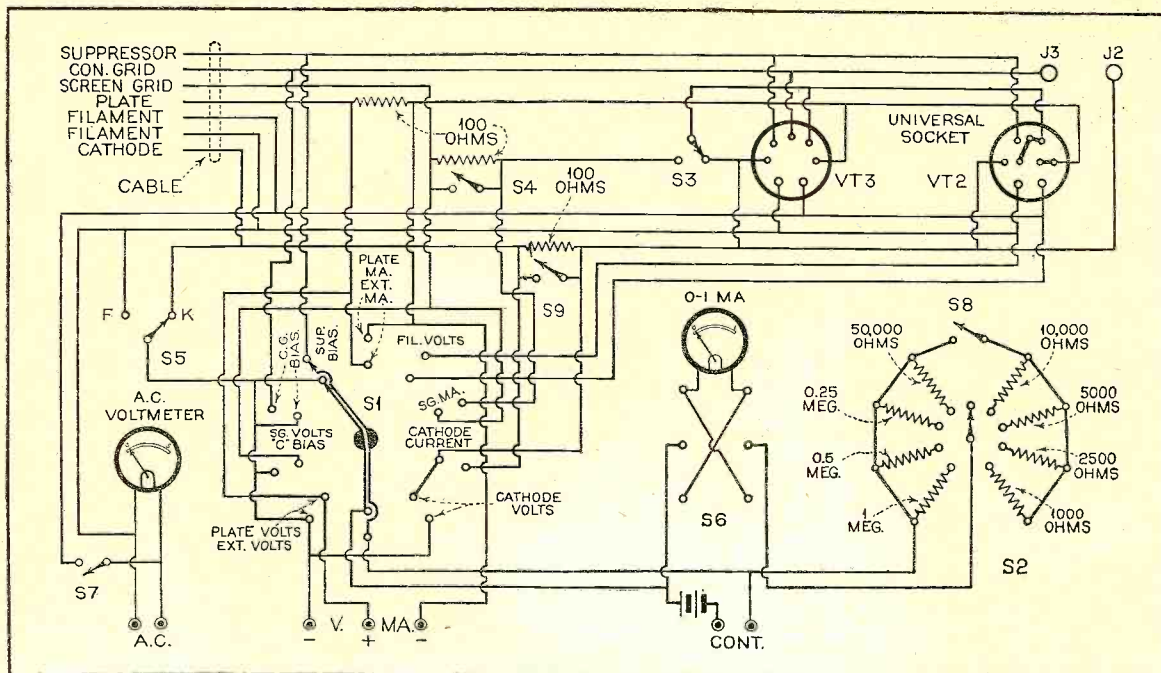 SUPPRESSOR
CON. GRID
SCREEN GRID
PLATE
FILAMENT
FILAMENT
CATHODE
CABLE
100
OHMS
S4
100
OHMS
S3
VT3
UNIVERSAL
SOCKET
VT2
J3
J2
F
K
S5
C.G.
BIAS.
SUP.
BIAS.
PLATE
MA.
EXT.
MA.
S9
FIL. VOLTS
0-1 MA
S8
50,000
OHMS
10,000
OHMS
0.25
MEG.
5000
OHMS
0.5
MEG.
2500
OHMS
1
MEG.
1000
OHMS
S2
A.C.
VOLTMETER
S1
SG. MA.
SG. VOLTS
"C" BIAS
CATHODE
CURRENT
CATHODE
VOLTS
PLATE VOLTS
EXT. VOLTS
S6
S7
A.C.
- V. + MA. -
CONT.